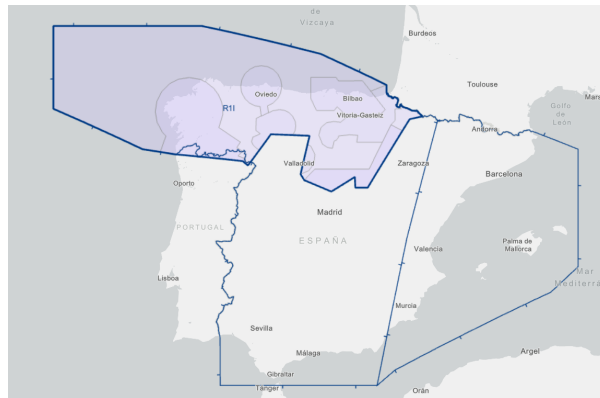 de
Vizcaya
Burdeos
Oviedo
Bilbao
Toulouse
R1I
Vitoria-Gasteiz
Golfo
de
León
Mars
Andorra
Valladolid
Zaragoza
Oporto
Barcelona
Madrid
PORTUGAL
ESPAÑA
Valencia
Palma de
Mallorca
Lisboa
Mar
Mediterrá
Murcia
Sevilla
Málaga
Argel
Gibraltar
Tánger
Orán